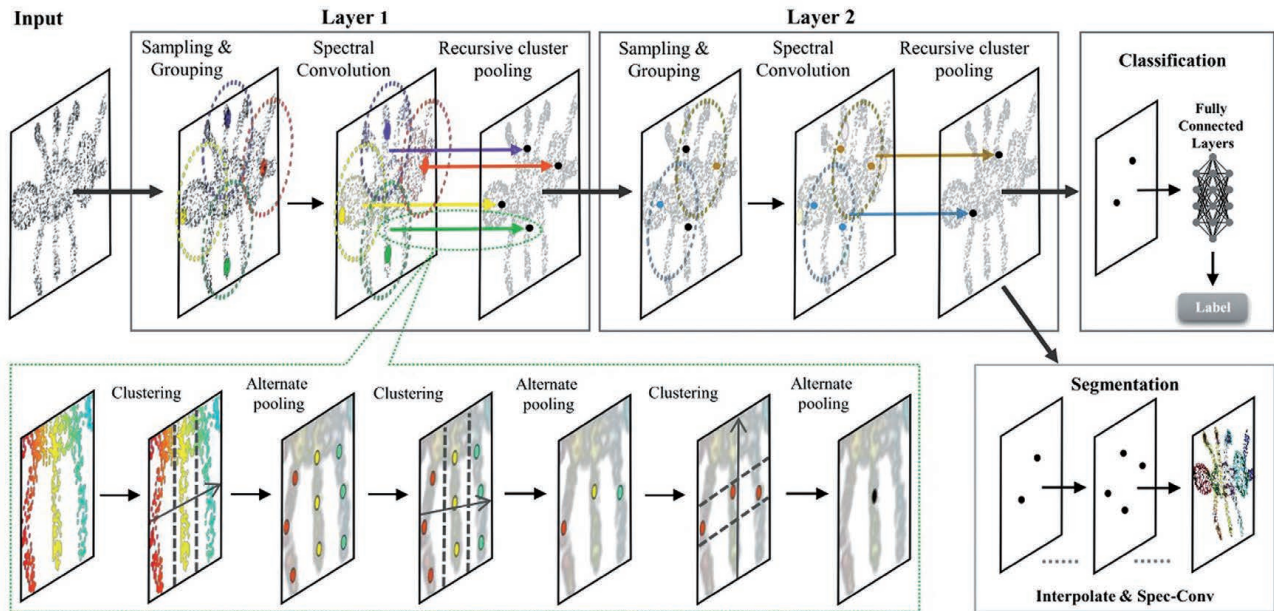 Input
Layer 1
Layer 2
Sampling &
Grouping
Spectral
Convolution
Recursive cluster
pooling
Sampling &
Grouping
Spectral
Convolution
Recursive cluster
pooling
Classification
Fully
Connected
Layers
Label
Clustering
Alternate
pooling
Clustering
Alternate
pooling
Clustering
Alternate
pooling
Segmentation
Interpolate & Spec-Conv